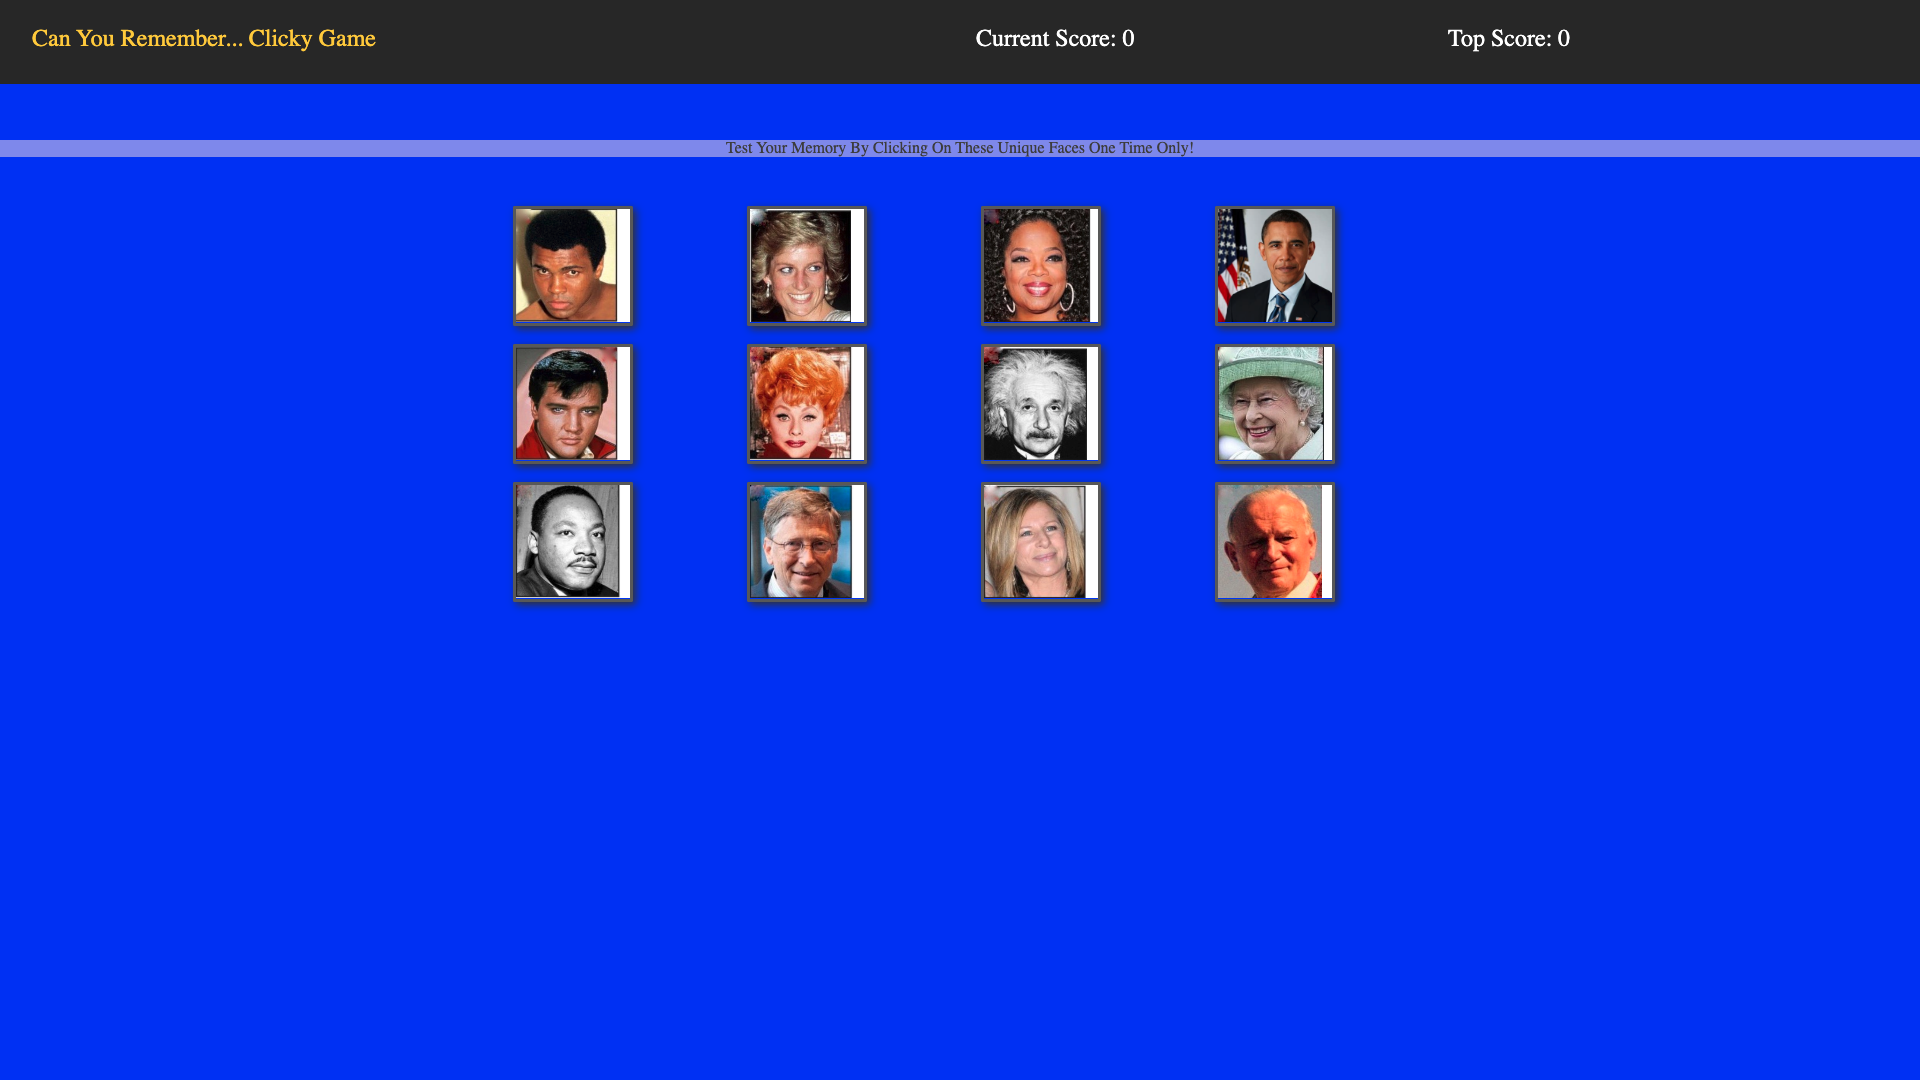 Can You Remember... Clicky Game
Current Score: 0
Top Score: 0
Test Your Memory By Clicking On These Unique Faces One Time Only!